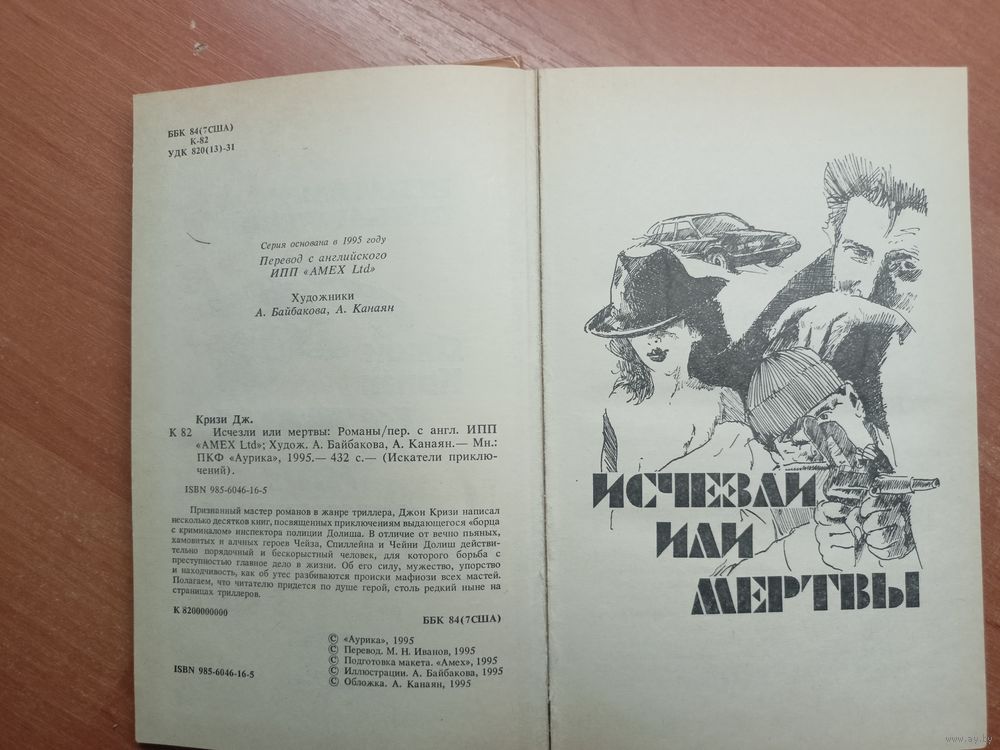 ББК 84(7США)
К-82
УДК 820(13)-31
Серия основана в 1995 году
Перевод с английского
ИПП «AMEX Ltd»
Художники
А. Байбакова, А. Канаян
Кризи Дж.
К 82 Исчезли или мертвы: Романы/пер. с англ. ИПП
«AMEX Ltd»; Худож. А. Байбакова, А. Канаян.— Мн.:
ПКФ «Аурика», 1995.— 432 с.— (Искатели приклю-
чений).
ISBN 985-6046-16-5
Признанный мастер романов в жанре триллера, Джон Кризи написал
несколько десятков книг, посвященных приключениям выдающегося «борца
с криминалом» инспектора полиции Долиша. В отличие от вечно пьяных,
хамовитых и алчных героев Чейза, Спиллейна и Чейни Долиш действи-
тельно порядочный и бескорыстный человек, для которого борьба с
преступностью главное дело в жизни. Об его силу, мужество, упорство
и находчивость, как об утес разбиваются происки мафиози всех мастей.
Полагаем, что читателю придется по душе герой, столь редкий ныне на
страницах триллеров.
К 8200000000
ББК 84(7США)
© «Аурика», 1995
© Перевод. М. Н. Иванов, 1995
© Подготовка макета. «Амех», 1995
© Иллюстрации. А. Байбакова, 1995
© Обложка. А. Канаян, 1995
ISBN 985-6046-16-5
ИСЧЕЗЛИ
ИЛИ
МЕРТВЫ
www.ay.by